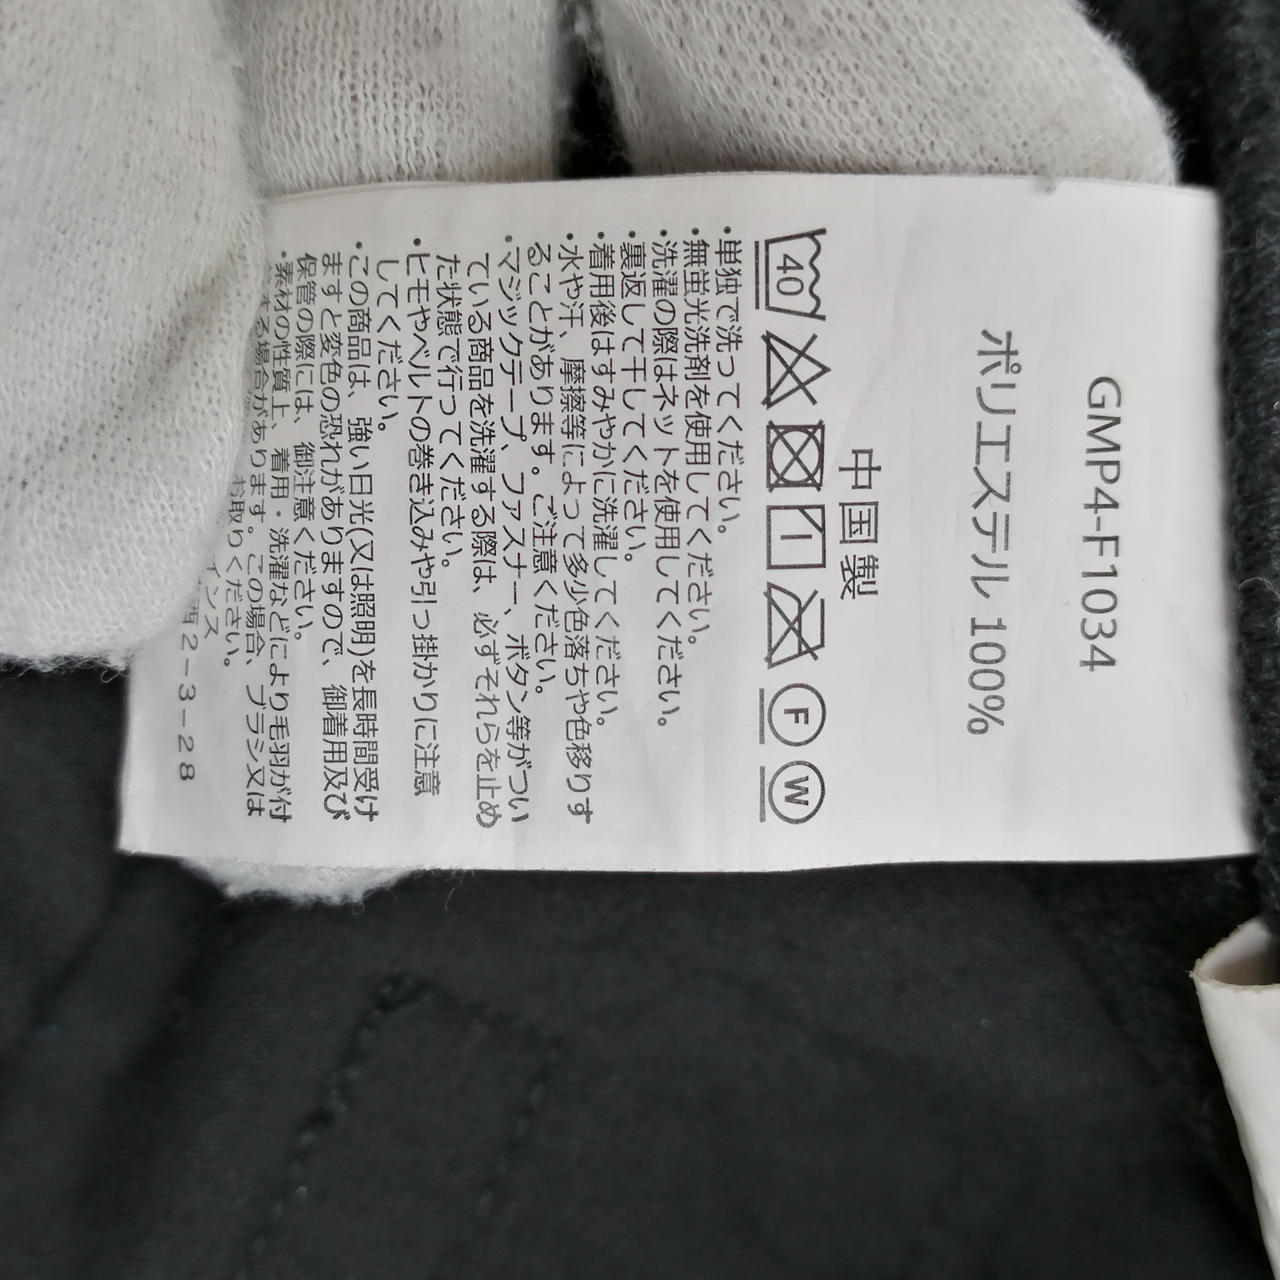 GMP4-F1034
ポリエステル 100%
中国製
40
F
W
・単独で洗ってください。
・無蛍光洗剤を使用してください。
・洗濯の際はネットを使用してください。
・裏返しで干してください。
・着用後はすみやかに洗濯してください。
・水や汗、摩擦等によって多少色落ちや色移りす
ることがあります。ご注意ください。
・マジックテープ、ファスナー、ボタン等がつい
ている商品を洗濯する際は、必ずそれらを止め
た状態で行ってください。
・ヒモやベルトの巻き込みや引っ掛かりに注意
してください。
・この商品は、強い日光(又は照明)を長時間受け
ますと変色の恐れがありますので、御着用及び
保管の際には、御注意ください。
・素材の性質上、着用・洗濯などにより毛羽が付
する場合があります。この場合、ブラシ又は
お取りください。
インス
西2-3-28